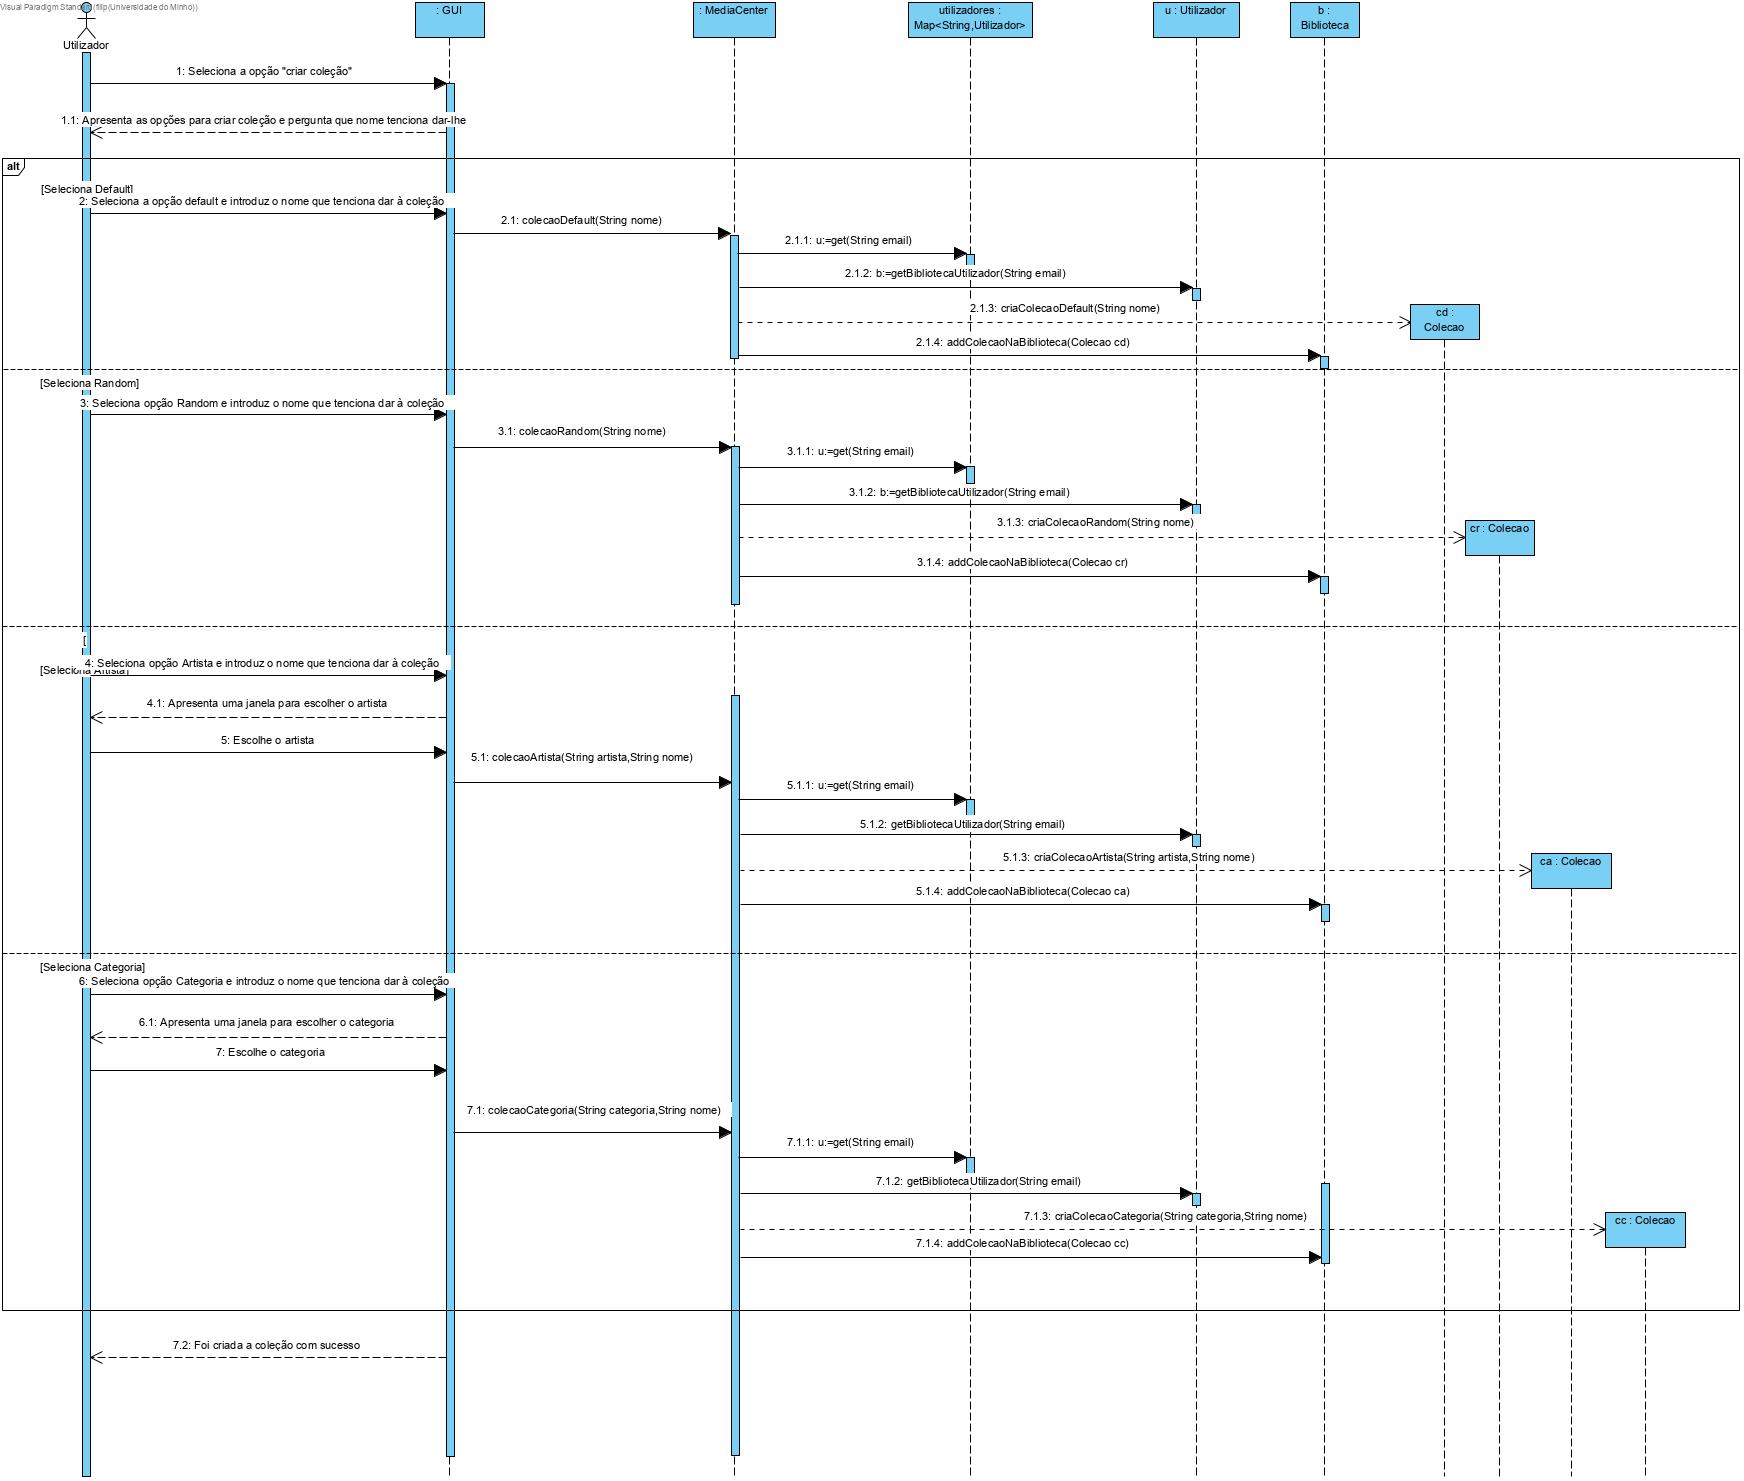 Visual Paradigm Standard(filip(Universidade do Minho))
Utilizador
: GUI
: MediaCenter
utilizadores :
Map<String,Utilizador>
u : Utilizador
b :
Biblioteca
1: Seleciona a opção "criar coleção"
1.1: Apresenta as opções para criar coleção e pergunta que nome tenciona dar-lhe
alt
[Seleciona Default]
2: Seleciona a opção default e introduz o nome que tenciona dar à coleção
2.1: colecaoDefault(String nome)
2.1.1: u:=get(String email)
2.1.2: b:=getBibliotecaUtilizador(String email)
2.1.3: criaColecaoDefault(String nome)
cd :
Colecao
2.1.4: addColecaoNaBiblioteca(Colecao cd)
[Seleciona Random]
3: Seleciona opção Random e introduz o nome que tenciona dar à coleção
3.1: colecaoRandom(String nome)
3.1.1: u:=get(String email)
3.1.2: b:=getBibliotecaUtilizador(String email)
3.1.3: criaColecaoRandom(String nome)
cr : Colecao
3.1.4: addColecaoNaBiblioteca(Colecao cr)
[
4: Seleciona opção Artista e introduz o nome que tenciona dar à coleção
[Seleciona Artista]
4.1: Apresenta uma janela para escolher o artista
5: Escolhe o artista
5.1: colecaoArtista(String artista,String nome)
5.1.1: u:=get(String email)
5.1.2: getBibliotecaUtilizador(String email)
5.1.3: criaColecaoArtista(String artista,String nome)
ca : Colecao
5.1.4: addColecaoNaBiblioteca(Colecao ca)
[Seleciona Categoria]
6: Seleciona opção Categoria e introduz o nome que tenciona dar à coleção
6.1: Apresenta uma janela para escolher o categoria
7: Escolhe o categoria
7.1: colecaoCategoria(String categoria,String nome)
7.1.1: u:=get(String email)
7.1.2: getBibliotecaUtilizador(String email)
7.1.3: criaColecaoCategoria(String categoria,String nome)
cc : Colecao
7.1.4: addColecaoNaBiblioteca(Colecao cc)
7.2: Foi criada a coleção com sucesso